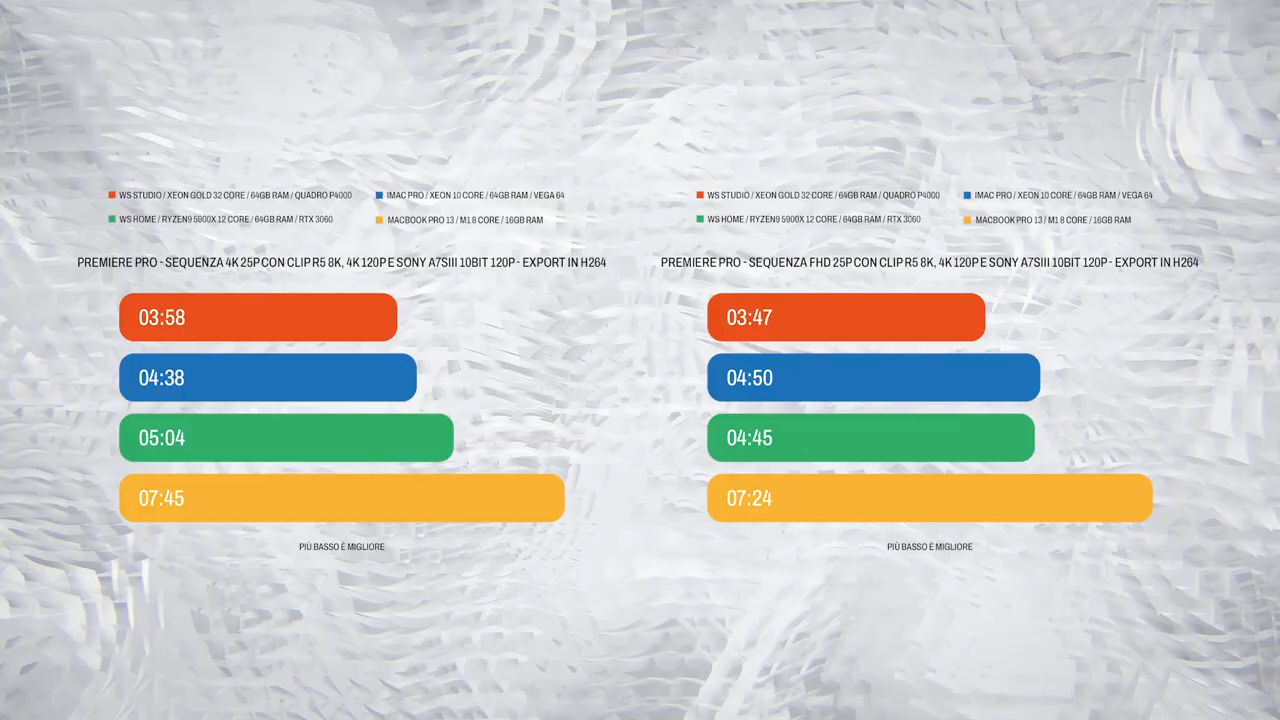 WS STUDIO / XEON GOLD 32 CORE / 64GB RAM / QUADRO P4000
IMAC PRO / XEON 10 CORE / 64GB RAM / VEGA 64
WS HOME / RYZEN9 5900X 12 CORE / 64GB RAM / RTX 3060
MACBOOK PRO 13 / M1 8 CORE / 16GB RAM
PREMIERE PRO - SEQUENZA 4K 25P CON CLIP R5 8K, 4K 120P E SONY A7SIII 10BIT 120P - EXPORT IN H264
03:58
04:38
05:04
07:45
PIÙ BASSO È MIGLIORE
WS STUDIO / XEON GOLD 32 CORE / 64GB RAM / QUADRO P4000
IMAC PRO / XEON 10 CORE / 64GB RAM / VEGA 64
WS HOME / RYZEN9 5900X 12 CORE / 64GB RAM / RTX 3060
MACBOOK PRO 13 / M1 8 CORE / 16GB RAM
PREMIERE PRO - SEQUENZA FHD 25P CON CLIP R5 8K, 4K 120P E SONY A7SIII 10BIT 120P - EXPORT IN H264
03:47
04:50
04:45
07:24
PIÙ BASSO È MIGLIORE